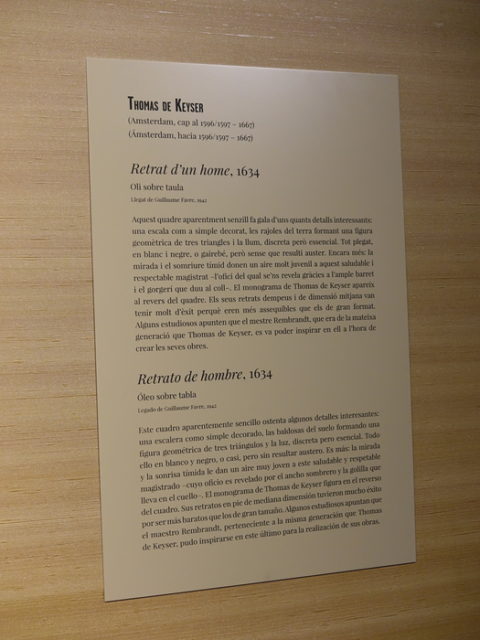 Thomas de Keyser
(Amsterdam, cap al 1596/1597 – 1667)
(Ámsterdam, hacia 1596/1597 – 1667)
Retrat d'un home, 1634
Oli sobre taula
Llegat de Guillaume Favre, 1942
Aquest quadre aparentment senzill fa gala d'uns quants detalls interessants:
una escala com a simple decorat, les rajoles del terra formant una figura
geomètrica de tres triangles i la llum, discreta però essencial. Tot plegat,
en blanc i negre, o gairebé, però sense que resulti auster. Encara més: la
mirada i el somriure tímid donen un aire molt juvenil a aquest saludable i
respectable magistrat –l'ofici del qual se'ns revela gràcies a l'ample barret
i el gorgeri que duu al coll–. El monograma de Thomas de Keyser apareix
al revers del quadre. Els seus retrats dempeus i de dimensió mitjana van
tenir molt d'èxit perquè eren més assequibles que els de gran format.
Alguns estudiosos apunten que el mestre Rembrandt, que era de la mateixa
generació que Thomas de Keyser, es va poder inspirar en ell a l'hora de
crear les seves obres.
Retrato de hombre, 1634
Óleo sobre tabla
Legado de Guillaume Favre, 1942
Este cuadro aparentemente sencillo ostenta algunos detalles interesantes:
una escalera como simple decorado, las baldosas del suelo formando una
figura geométrica de tres triángulos y la luz, discreta pero esencial. Todo
ello en blanco y negro, o casi, pero sin resultar austero. Es más: la mirada
y la sonrisa tímida le dan un aire muy joven a este saludable y respetable
magistrado –cuyo oficio es revelado por el ancho sombrero y la golilla que
lleva en el cuello–. El monograma de Thomas de Keyser figura en el reverso
del cuadro. Sus retratos en pie de mediana dimensión tuvieron mucho éxito
por ser más baratos que los de gran tamaño. Algunos estudiosos apuntan que
el maestro Rembrandt, perteneciente a la misma generación que Thomas
de Keyser, pudo inspirarse en este último para la realización de sus obras.